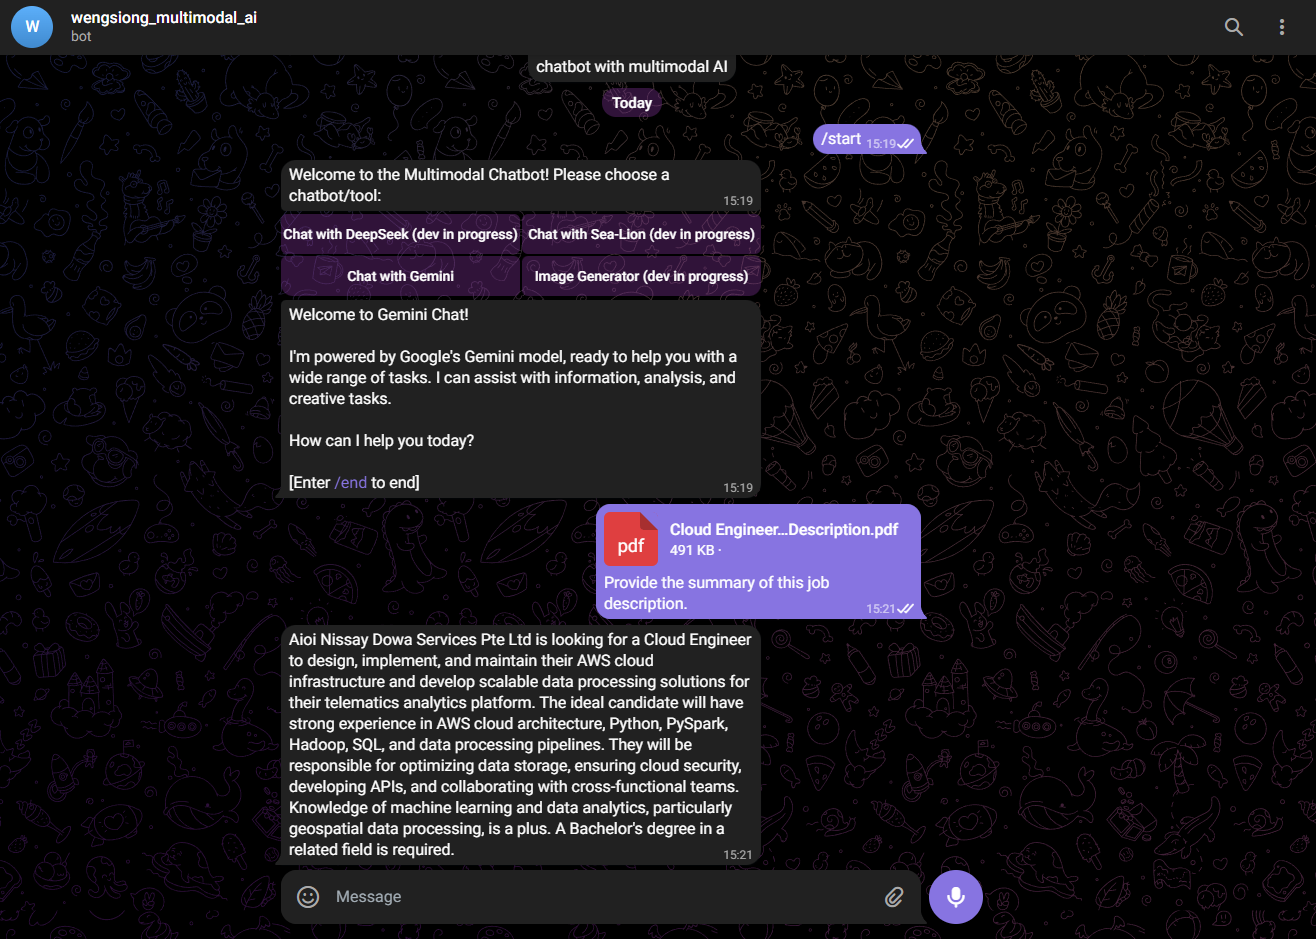 W
wengsiong_multimodal_ai
bot
chatbot with multimodal AI
Today
/start 15:19
Welcome to the Multimodal Chatbot! Please choose a
chatbot/tool:
15:19
Chat with DeepSeek (dev in progress)
Chat with Sea-Lion (dev in progress)
Chat with Gemini
Image Generator (dev in progress)
Welcome to Gemini Chat!
I'm powered by Google's Gemini model, ready to help you with a
wide range of tasks. I can assist with information, analysis, and
creative tasks.
How can I help you today?
[Enter /end to end]
15:19
pdf
Cloud Engineer...Description.pdf
491 KB ·
Provide the summary of this job
description.
15:21
Aioi Nissay Dowa Services Pte Ltd is looking for a Cloud Engineer
to design, implement, and maintain their AWS cloud
infrastructure and develop scalable data processing solutions for
their telematics analytics platform. The ideal candidate will have
strong experience in AWS cloud architecture, Python, PySpark,
Hadoop, SQL, and data processing pipelines. They will be
responsible for optimizing data storage, ensuring cloud security,
developing APIs, and collaborating with cross-functional teams.
Knowledge of machine learning and data analytics, particularly
geospatial data processing, is a plus. A Bachelor's degree in a
related field is required.
15:21
Message